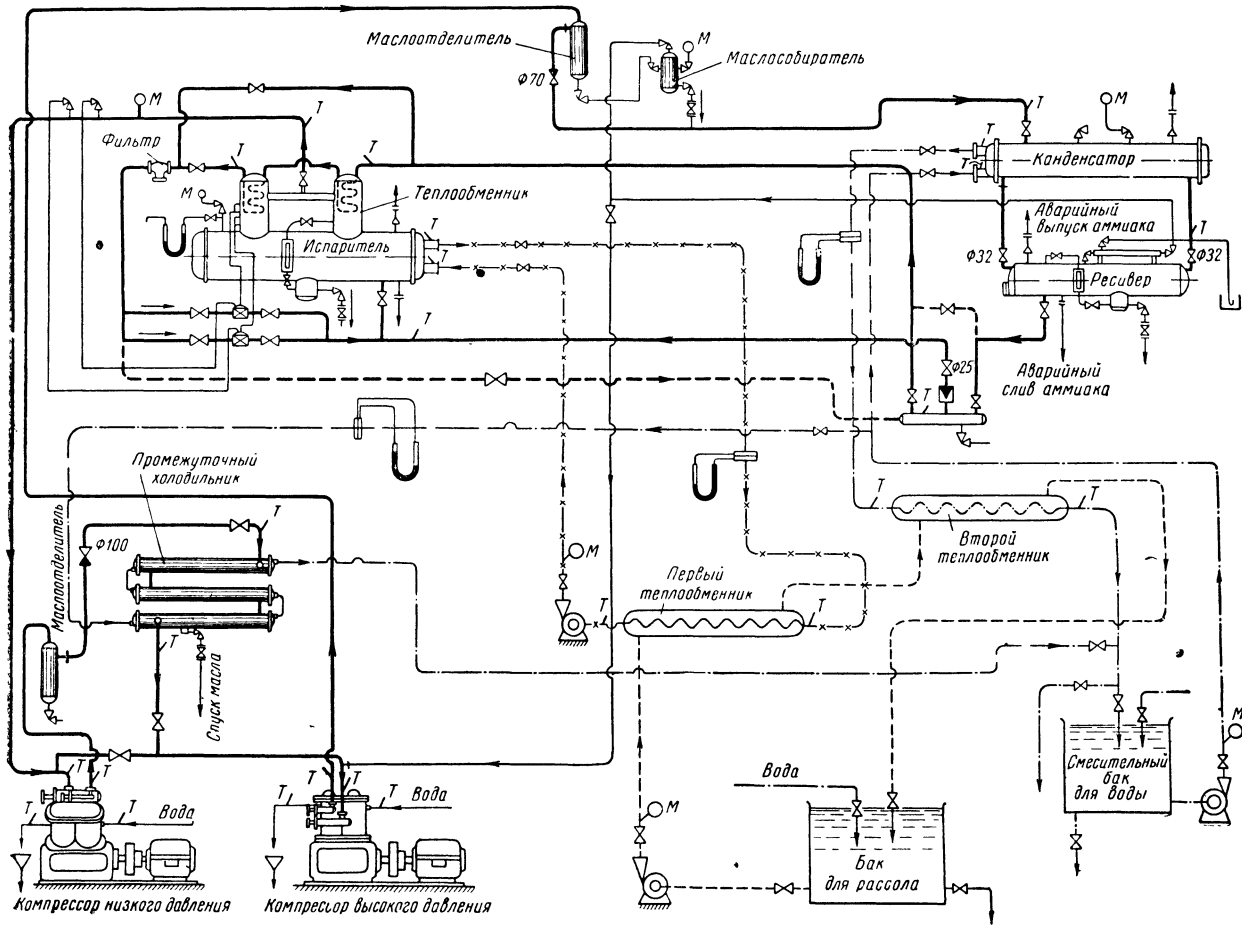 Маслоотделитель
М
Маслособиратель
Ф70
М
Т
М
Фильтр
Т
Т
Т
Т
Т
Конденсатор
М
Теплообменник
Испаритель
Т
Т
Аварийный
выпуск аммиака
Т
Ф32
Ф32
Ресивер
Т
Ф25
Аварийный
слив аммиака
Т
Промежуточный
холодильник
Т
Ф100
Маслоотделитель
Т
Спуск масла
Т
Т
Второй
теплообменник
М
Первый
теплообменник
Т
Т
М
Смесительный
бак
для воды
Вода
М
Бак
для рассола
Т
Т
Т
Т
Вода
Т
Т
Т
Т
Вода
Компрессор низкого давления
Компрессор высокого давления